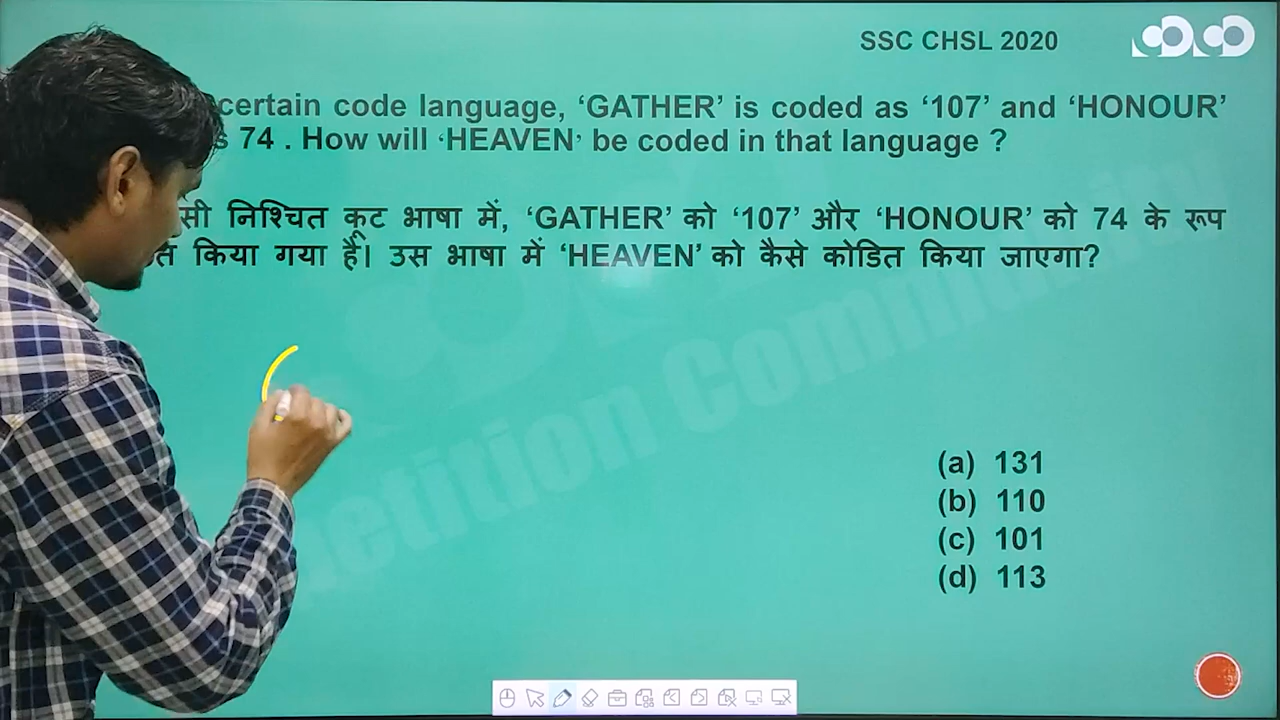 SSC CHSL 2020
certain code language, ‘GATHER’ is coded as ‘107’ and ‘HONOUR’
74 . How will ‘HEAVEN’ be coded in that language ?
निश्चित कूट भाषा में, ‘GATHER’ को ‘107’ और ‘HONOUR’ को 74 के रूप
किया गया है। उस भाषा में ‘HEAVEN’ को कैसे कोडित किया जाएगा?
(a) 131
(b) 110
(c) 101
(d) 113